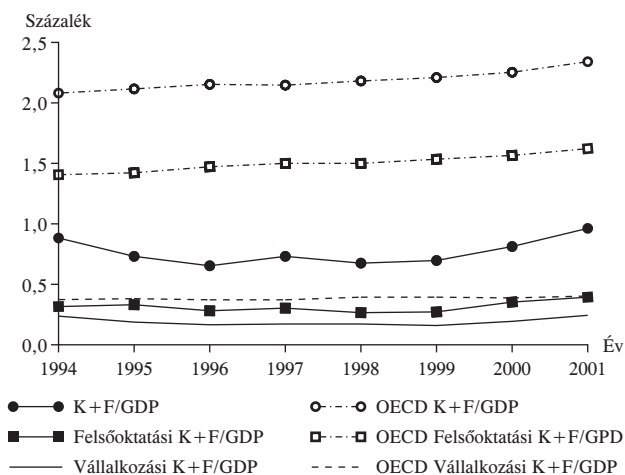 Százalék
2,5
2,0
1,5
1,0
0,5
0,0
1994 1995 1996 1997 1998 1999 2000 2001 Év
K+F/GDP OECD K+F/GDP
Felsőoktatási K+F/GDP OECD Felsőoktatási K+F/GPD
Vállalkozási K+F/GDP OECD Vállalkozási K+F/GDP